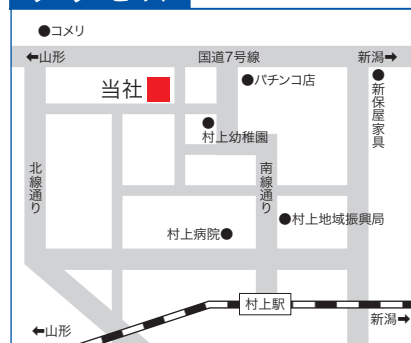 ●コメリ
←山形
国道7号線
新潟→
当社
●パチンコ店
●新保屋家具
●村上幼稚園
北線通り
南線通り
●村上地域振興局
村上病院●
村上駅
新潟→
←山形